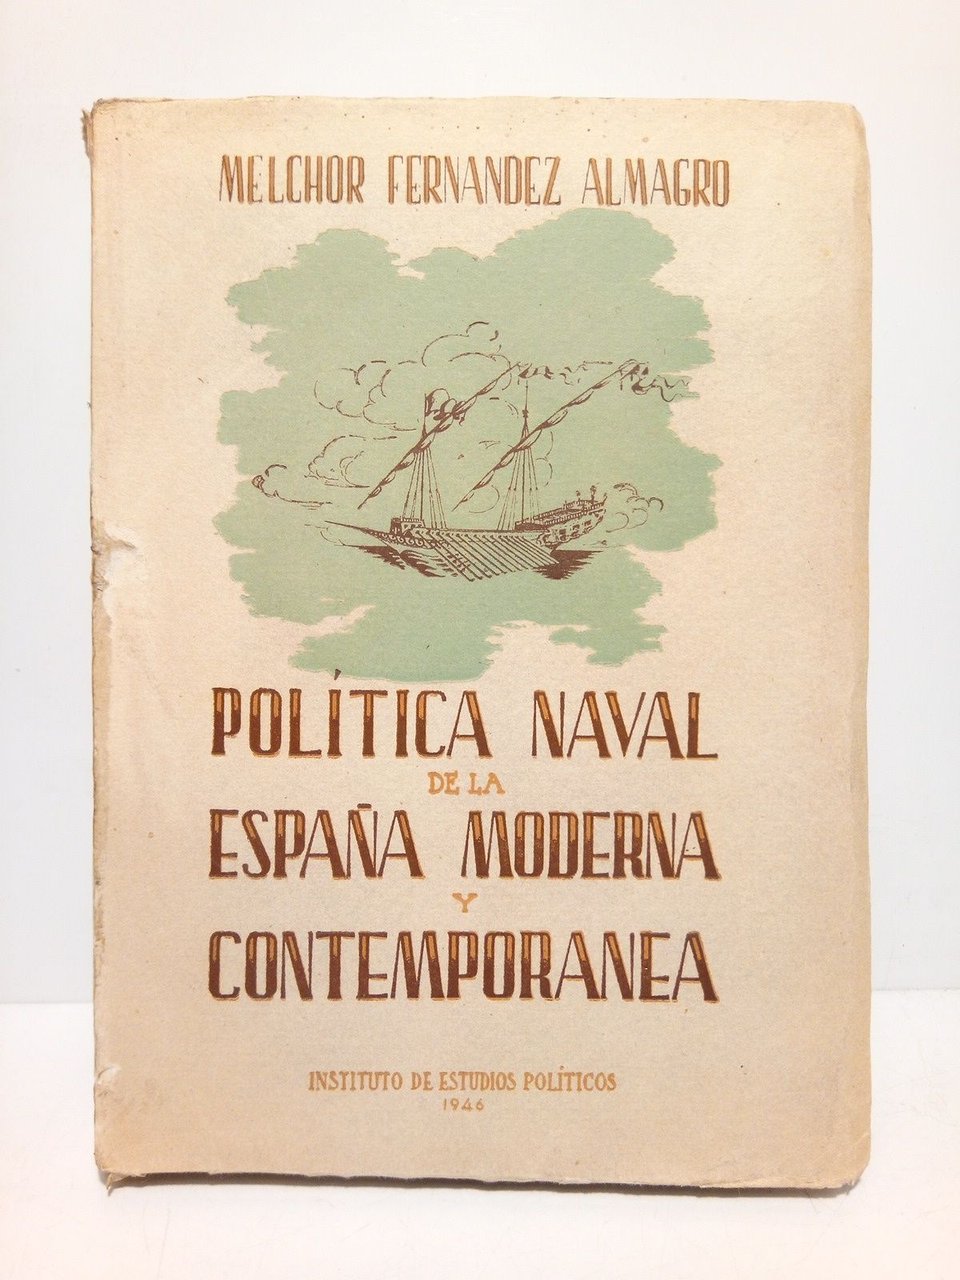 MELCHOR FERNANDEZ ALMAGRO
POLÍTICA NAVAL
DE LA
ESPAÑA MODERNA
Y
CONTEMPORANEA
INSTITUTO DE ESTUDIOS POLÍTICOS
1946